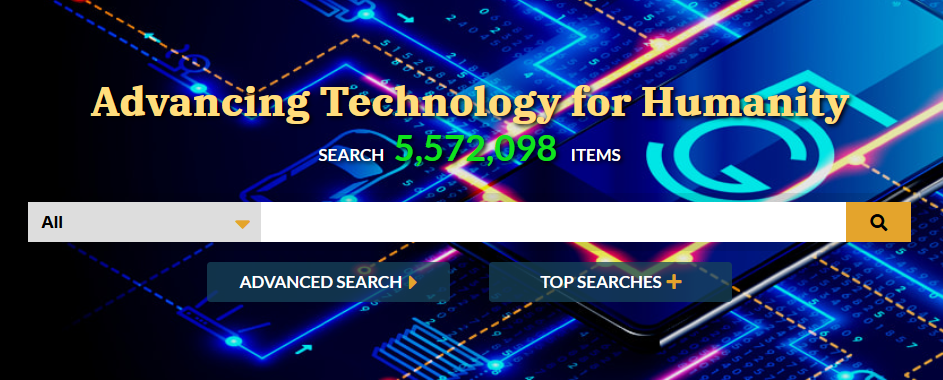 Advancing Technology for Humanity
SEARCH 5,572,098 ITEMS
All
ADVANCED SEARCH
TOP SEARCHES